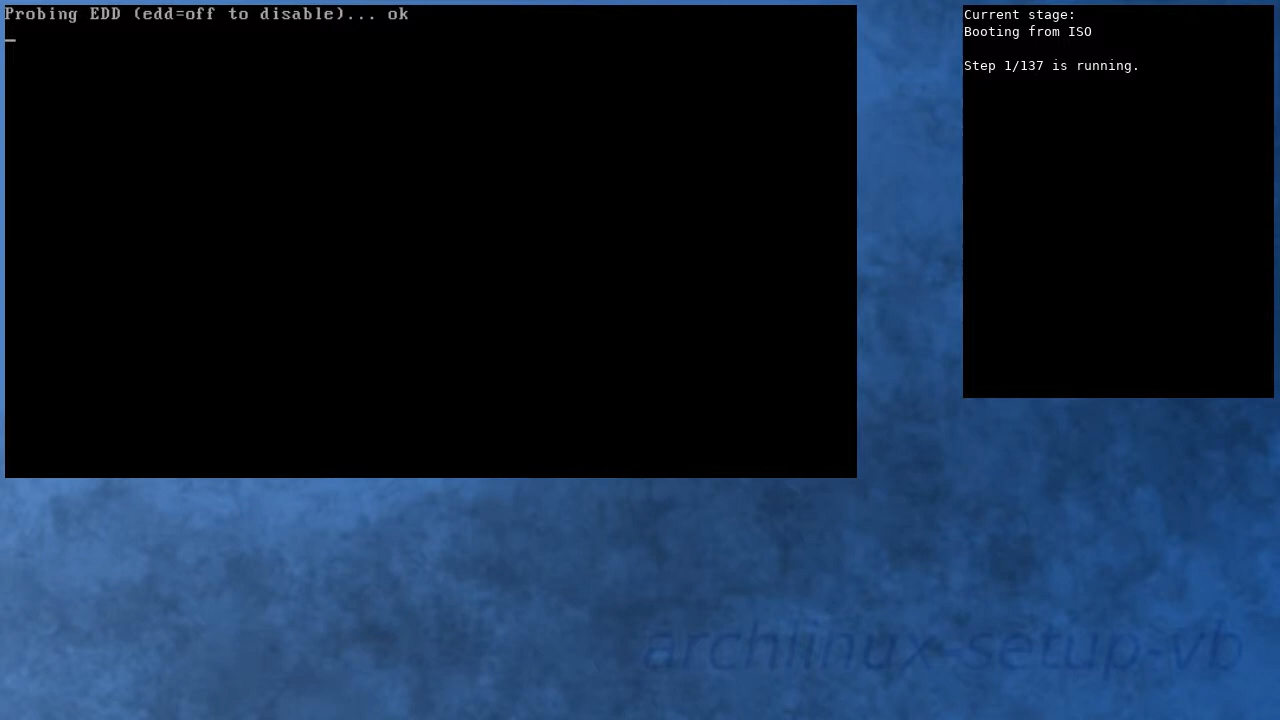 Probing EDD (edd=off to disable)... ok
_
Current stage:
Booting from ISO
Step 1/137 is running.
archlinux-setup-vb